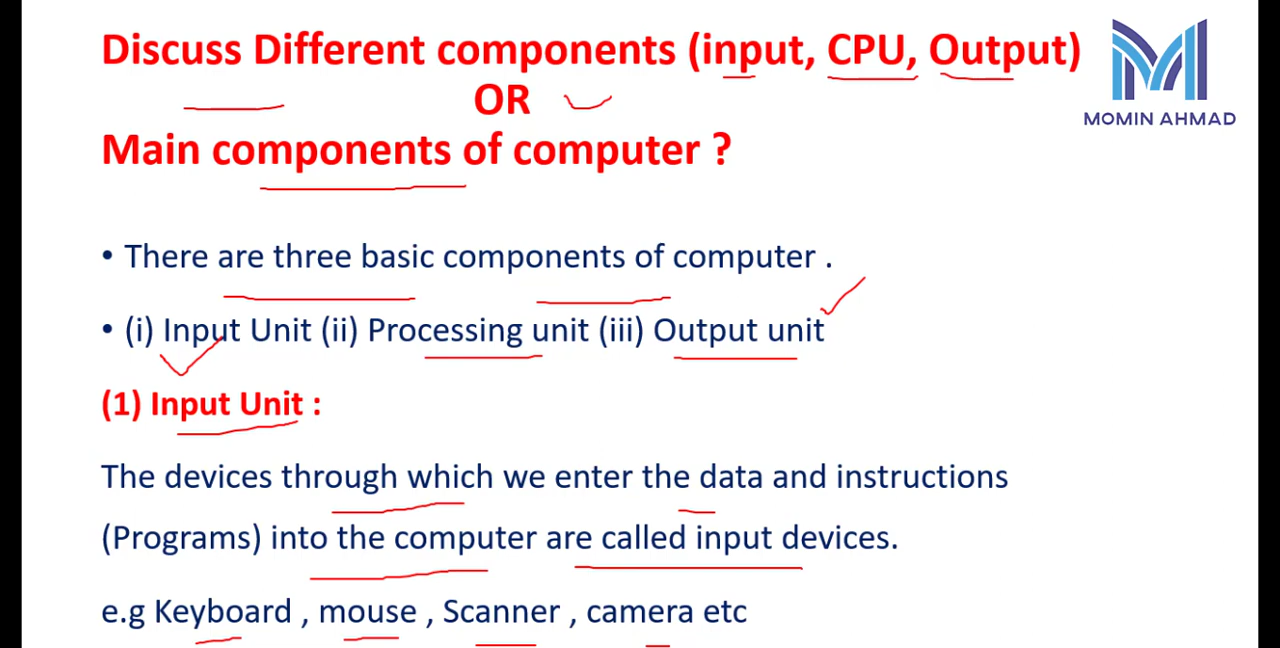 Discuss Different components (input, CPU, Output)
OR
Main components of computer ?
MOMIN AHMAD
• There are three basic components of computer .
• (i) Input Unit (ii) Processing unit (iii) Output unit
(1) Input Unit :
The devices through which we enter the data and instructions
(Programs) into the computer are called input devices.
e.g Keyboard , mouse , Scanner , camera etc